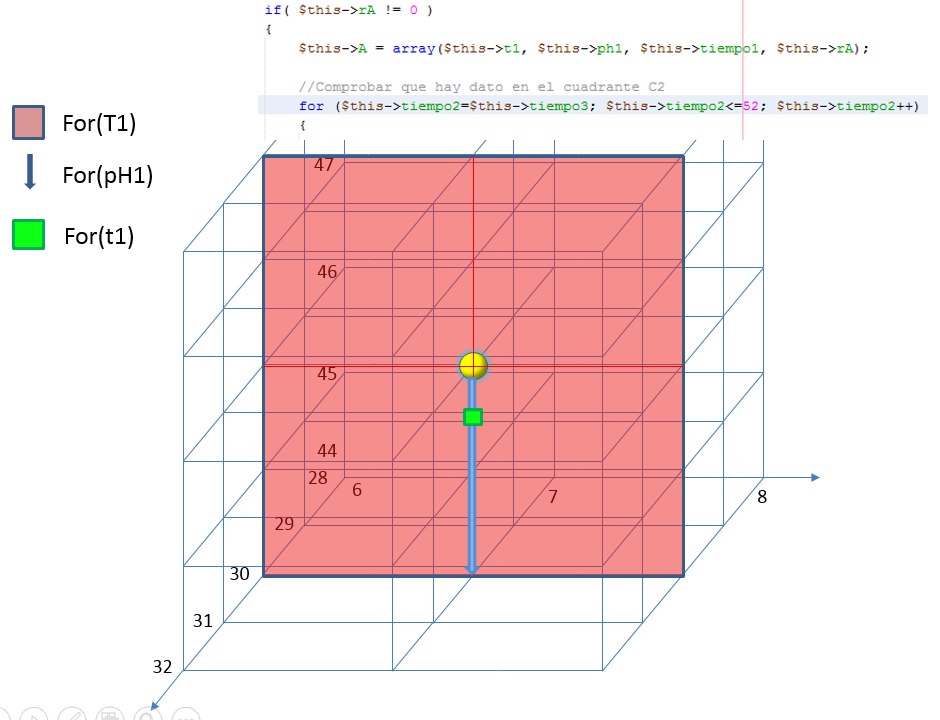 if( $this->rA != 0 )
{
$this->A = array($this->t1, $this->ph1, $this->tiempo1, $this->rA);
//Comprobar que hay dato en el cuadrante C2
for ($this->tiempo2=$this->tiempo3; $this->tiempo2<=52; $this->tiempo2++)
{
For(T1)
For(pH1)
For(t1)
47
46
45
44
28
6
7
8
29
30
31
32